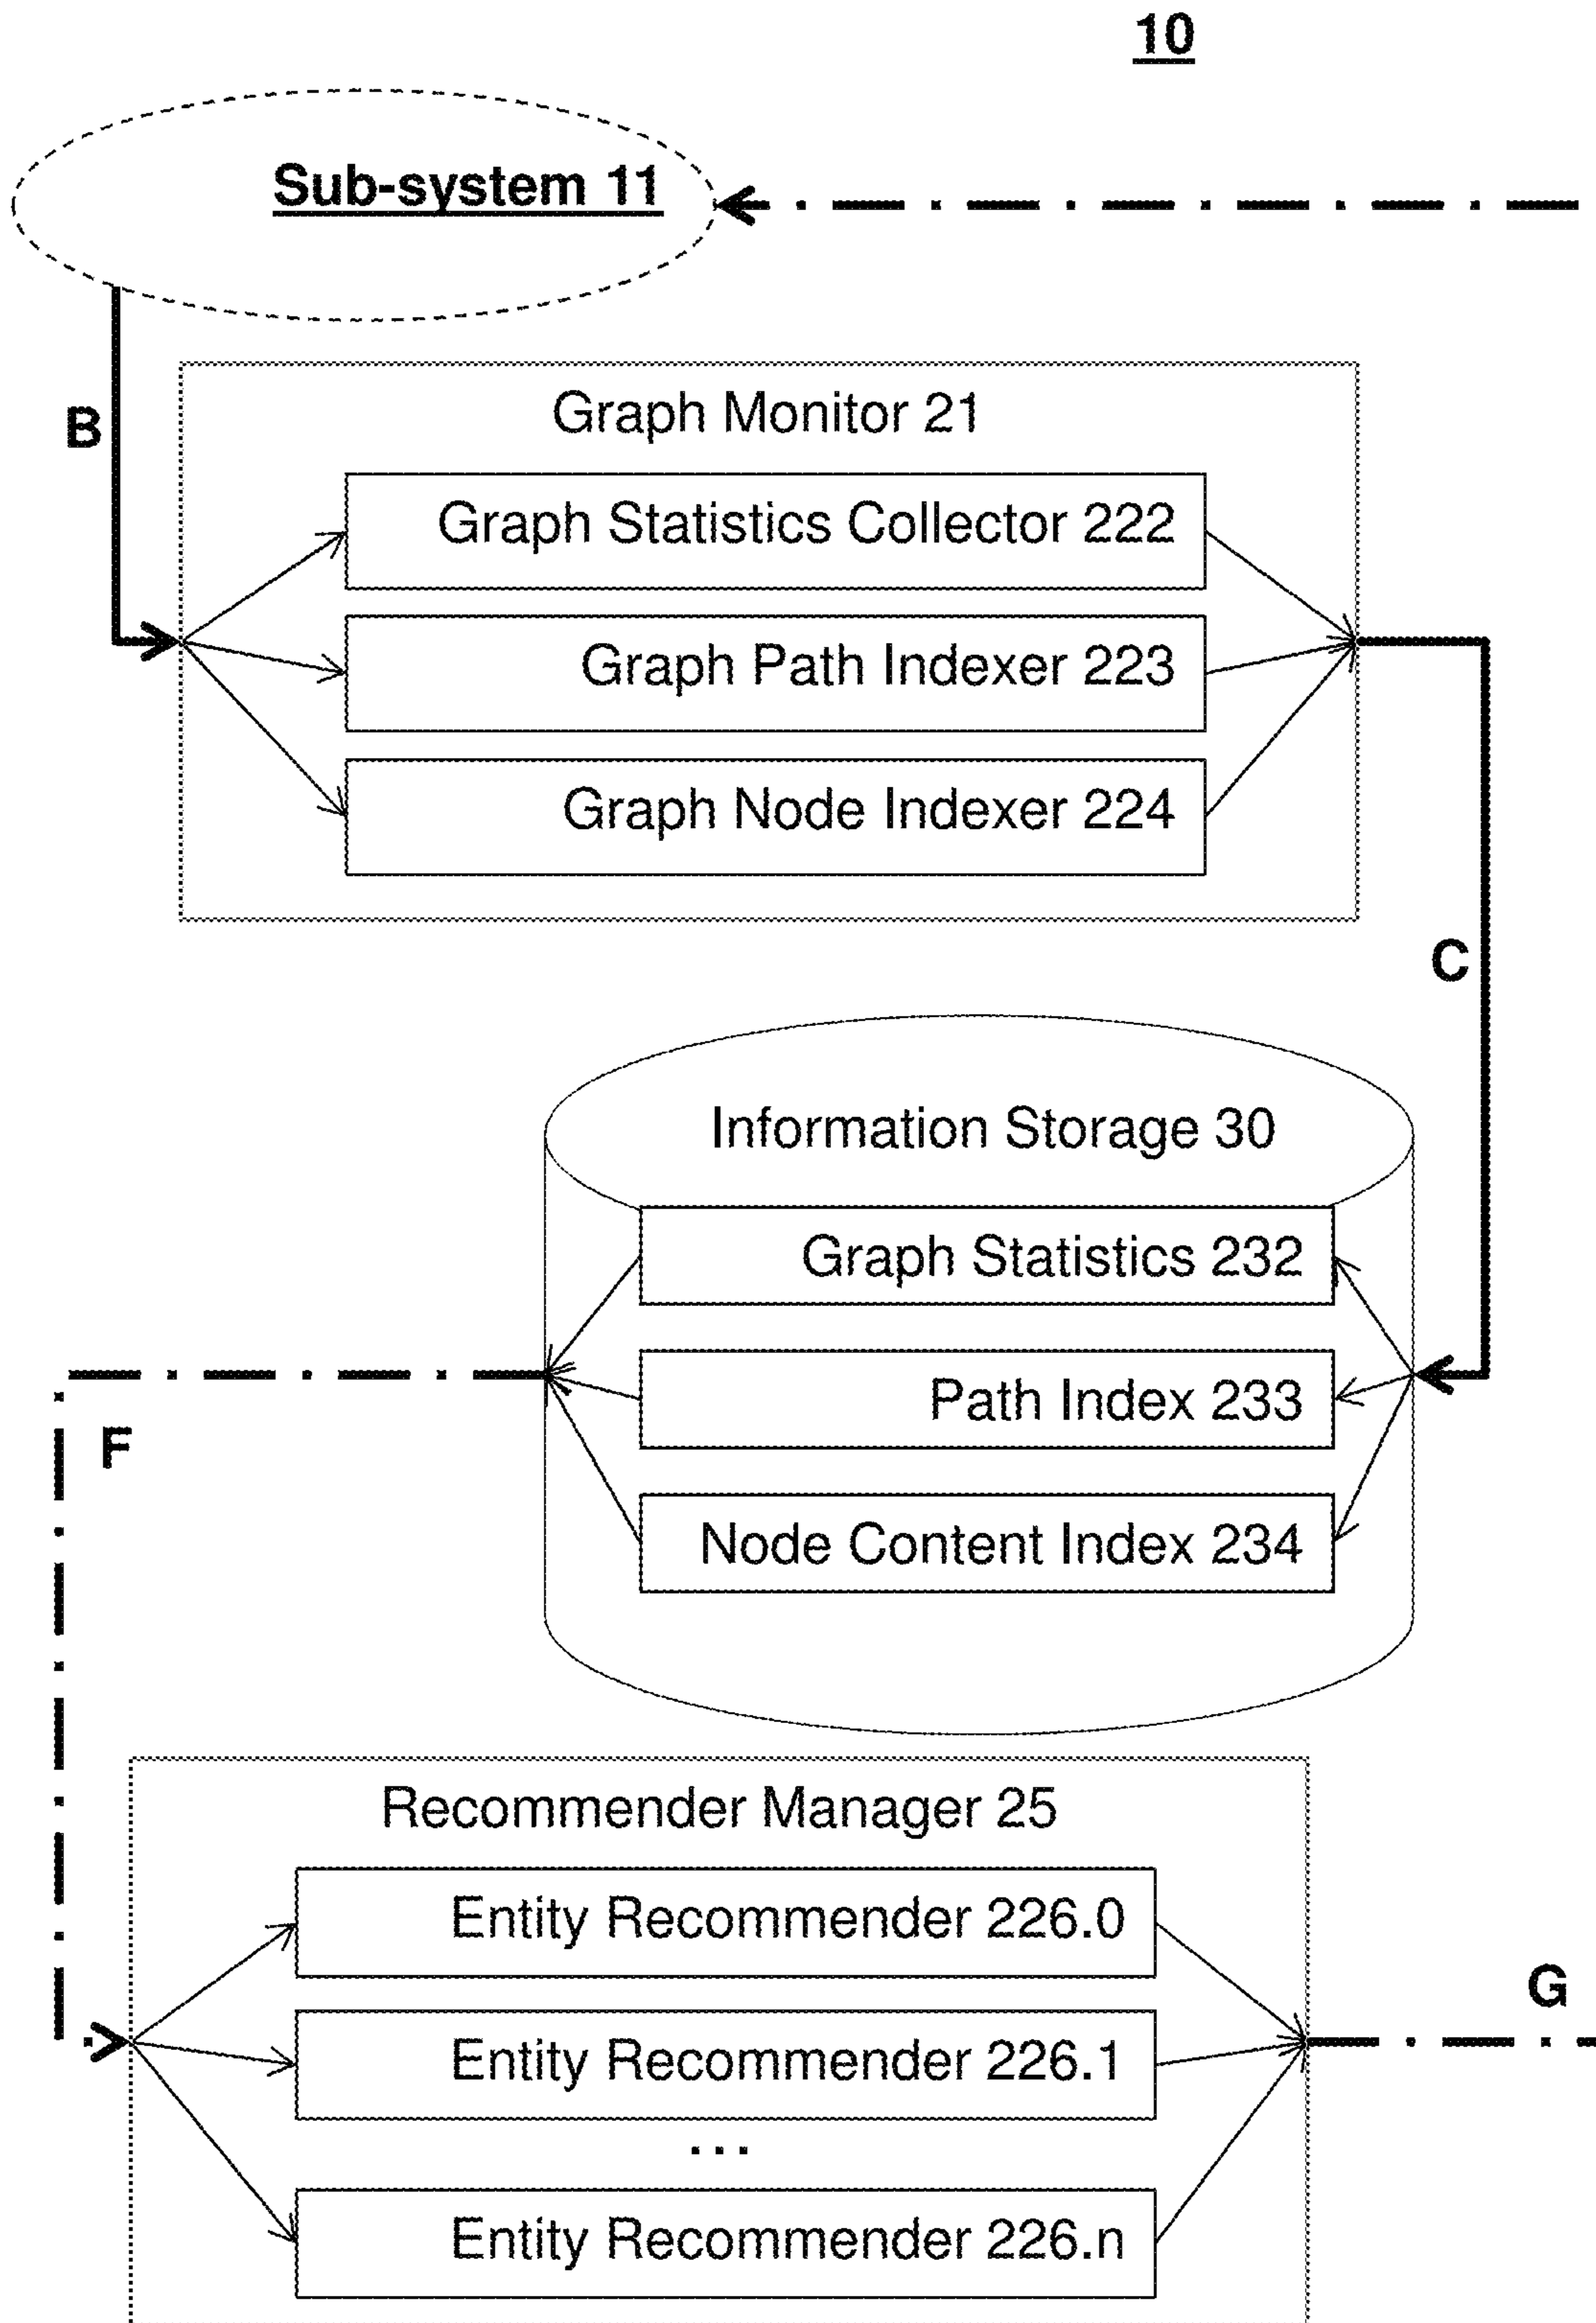 10
Sub-system 11
B
Graph Monitor 21
Graph Statistics Collector 222
Graph Path Indexer 223
Graph Node Indexer 224
C
Information Storage 30
Graph Statistics 232
Path Index 233
F
Node Content Index 234
Recommender Manager 25
Entity Recommender 226.0
G
Entity Recommender 226.1
...
Entity Recommender 226.n